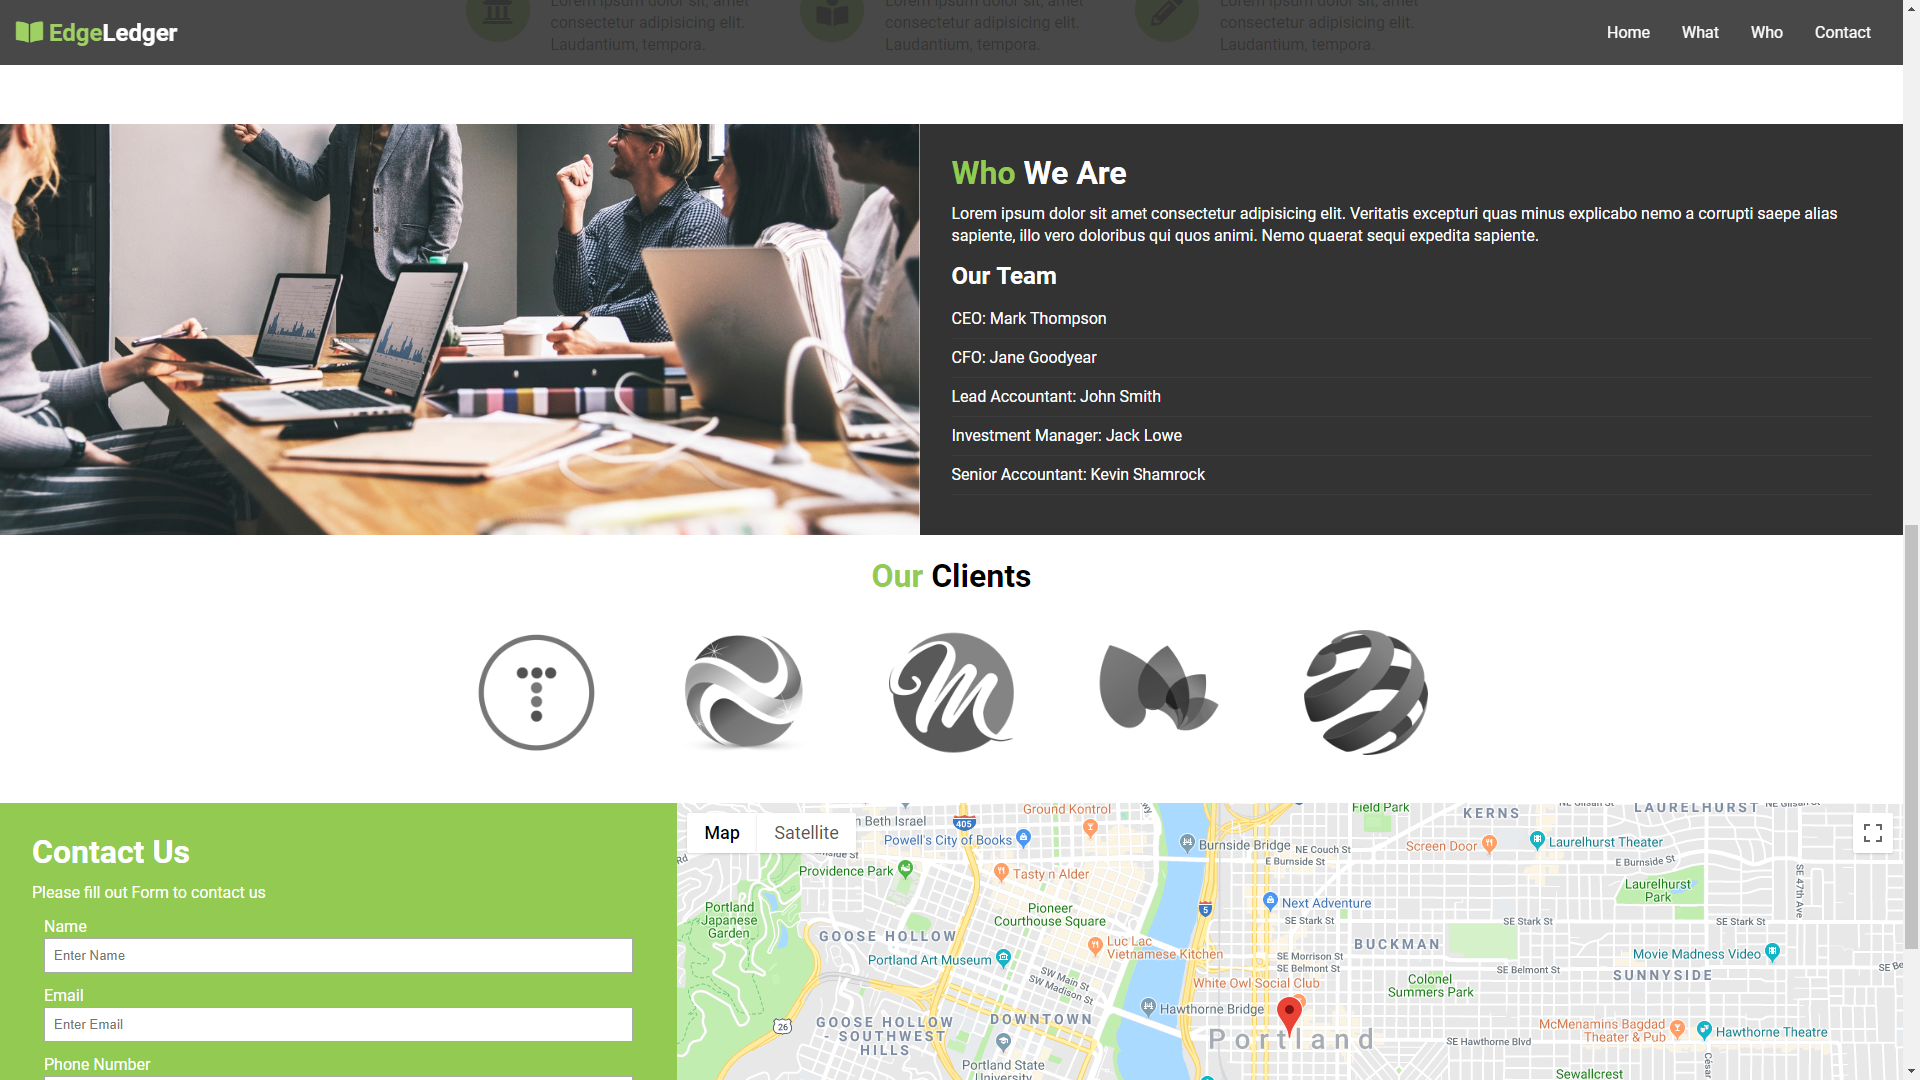 EdgeLedger
Home
What
Who
Contact
Lorem ipsum dolor sit, amet
consectetur adipisicing elit.
Laudantium, tempora.
Lorem ipsum dolor sit, amet
consectetur adipisicing elit.
Laudantium, tempora.
Lorem ipsum dolor sit, amet
consectetur adipisicing elit.
Laudantium, tempora.
Who We Are
Lorem ipsum dolor sit amet consectetur adipisicing elit. Veritatis excepturi quas minus explicabo nemo a corrupti saepe alias
sapiente, illo vero doloribus qui quos animi. Nemo quaerat sequi expedita sapiente.
Our Team
CEO: Mark Thompson
CFO: Jane Goodyear
Lead Accountant: John Smith
Investment Manager: Jack Lowe
Senior Accountant: Kevin Shamrock
Our Clients
T
M
Contact Us
Please fill out Form to contact us
Name
Enter Name
Email
Enter Email
Phone Number
Map
Satellite
Beth Israel
405
Ground Kontrol
Powell's City of Books
Burnside Bridge
NE Couch St
E Burnside St
Field Park
KERNS
LAURELHURST
Screen Door
Laurelhurst Theater
E Burnside St
Providence Park
Tasty n Alder
Laurelhurst
Park
SE 47th Ave
Portland
Japanese
Garden
Pioneer
Courthouse Square
5
Next Adventure
SE Stark St
SE Stark St
SE Stark St
GOOSE HOLLOW
Luc Lac
Vietnamese Kitchen
BUCKMAN
Movie Madness Video
Portland Art Museum
SW Main St
SW Madison St
SE Morrison St
SE Belmont St
SE Belmont St
SUNNYSIDE
White Owl Social Club
Colonel
Summers Park
26
GOOSE HOLLOW
- SOUTHWEST
HILLS
DOWNTOWN
Hawthorne Bridge
Portland
McMenamins Bagdad
Theater & Pub
Hawthorne Theatre
SE Hawthorne Blvd
Portland State
University
Sewallcrest